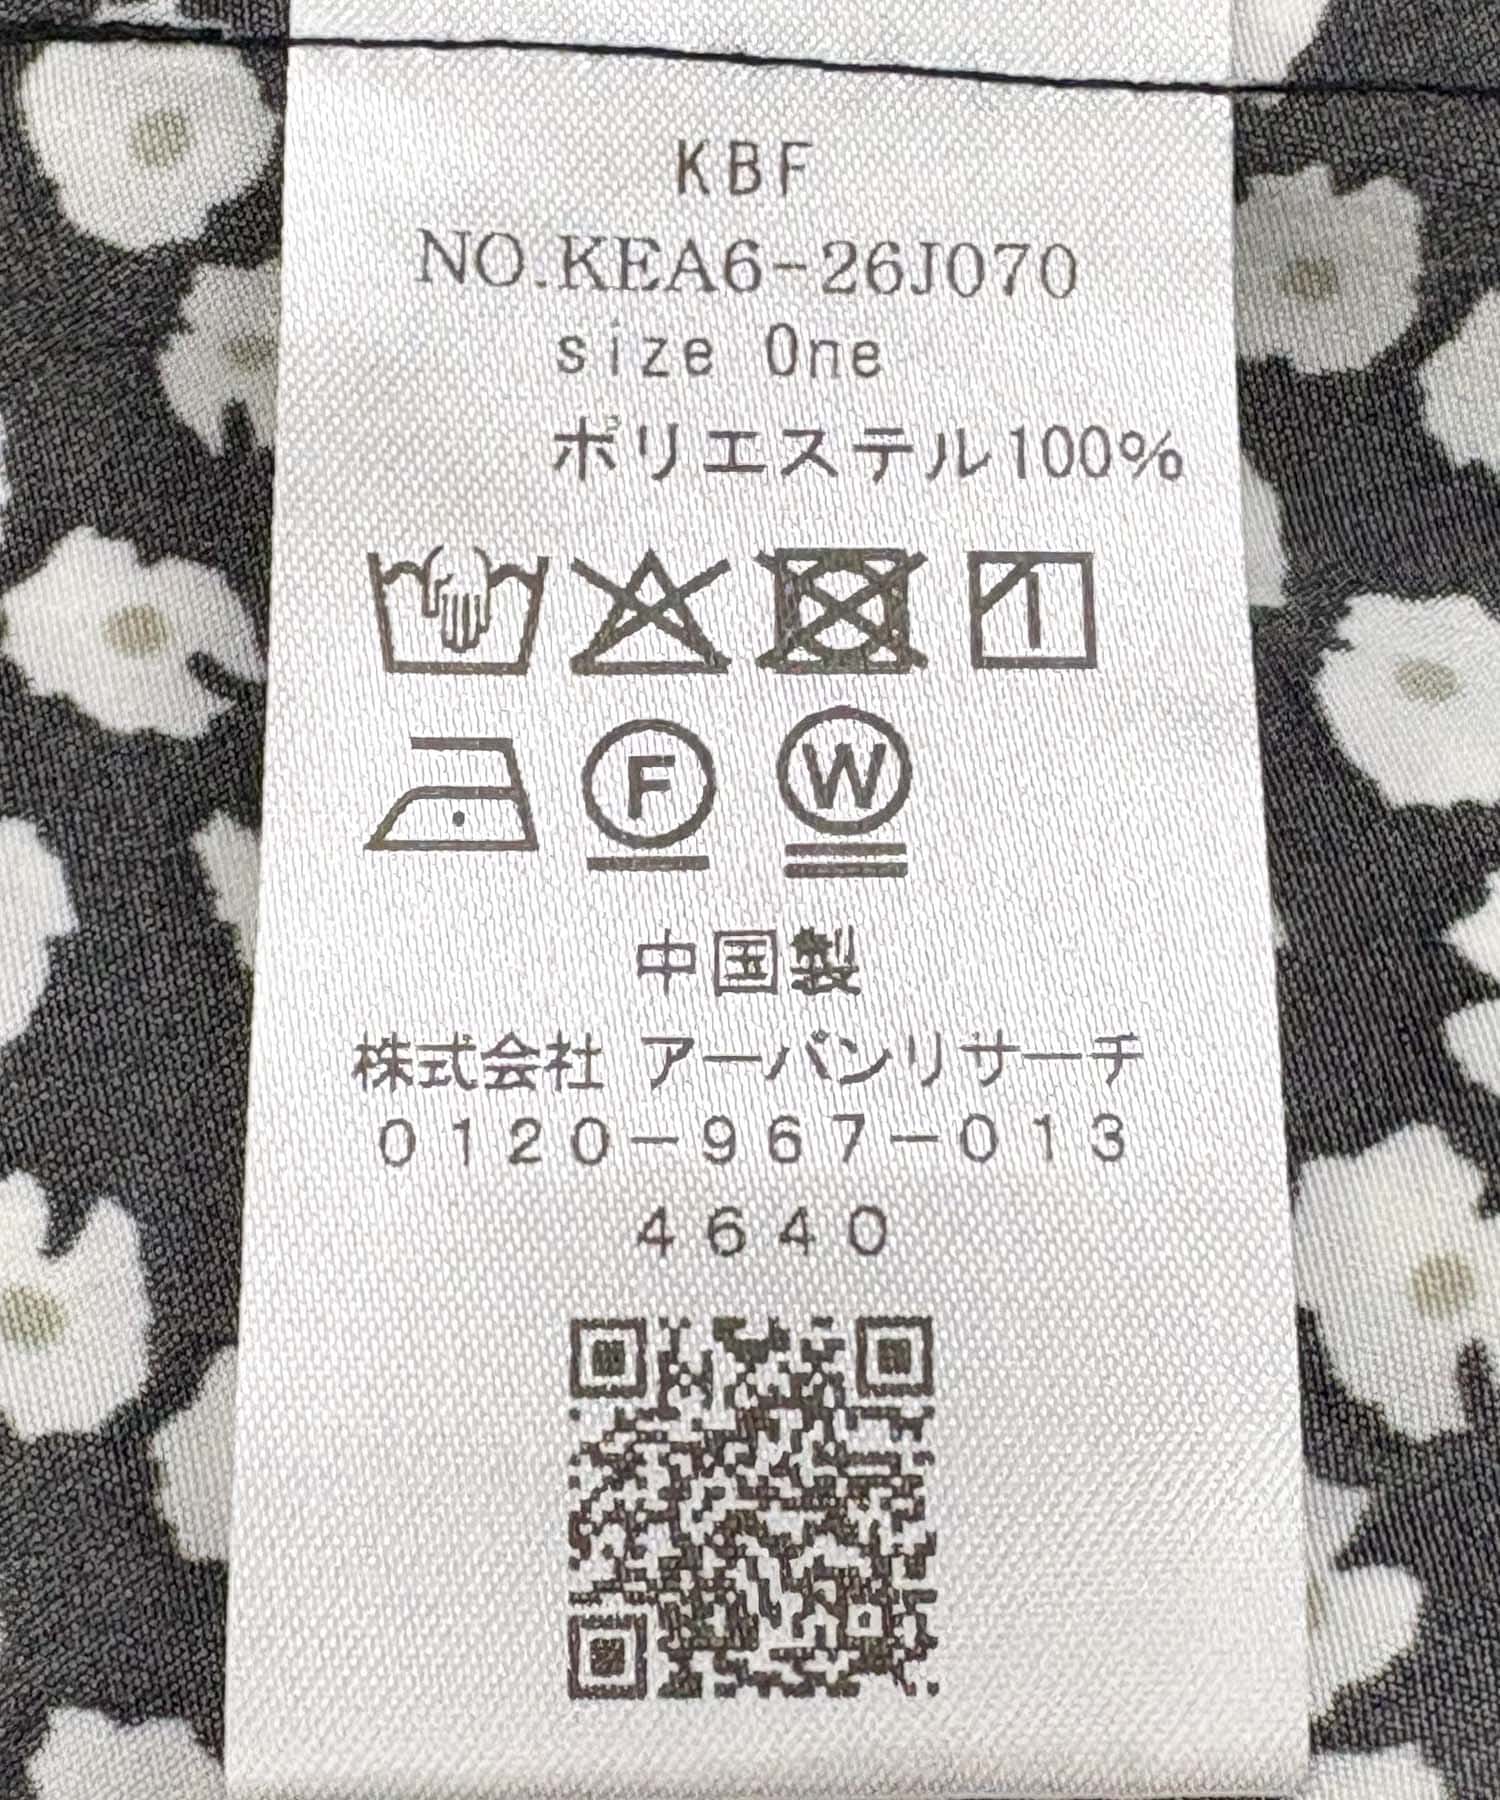 KBF
NO.KEA6-26J070
size One
ポリエステル100%
F W
中国製
株式会社 アーバンリサーチ
0120-967-013
4640